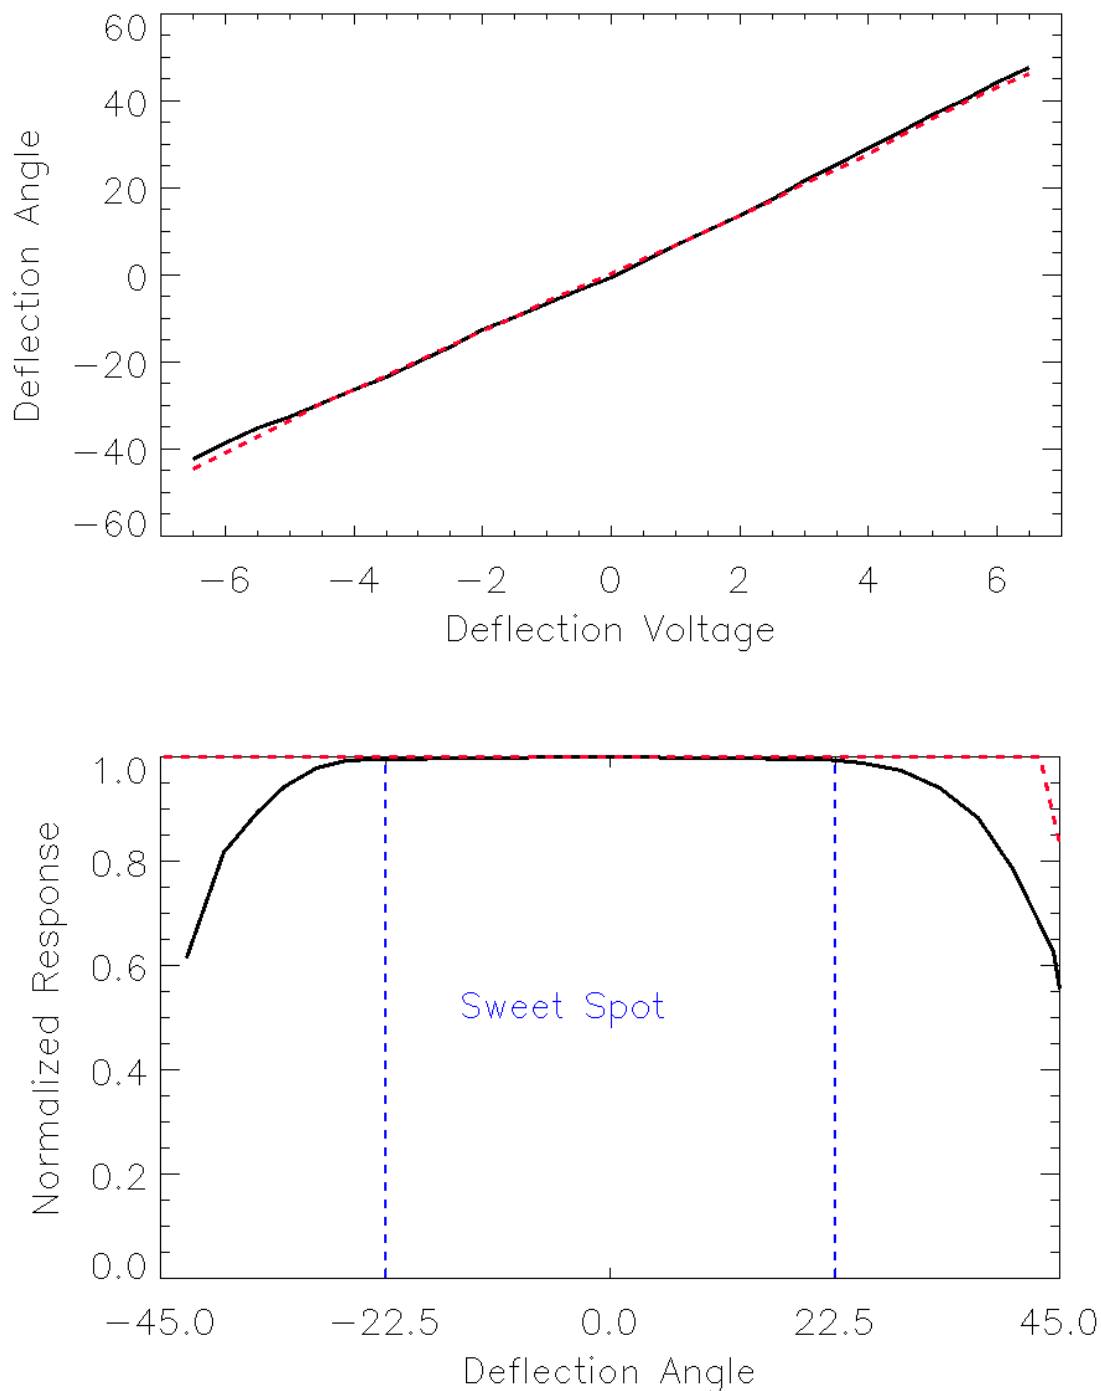 60
40
20
0
−20
−40
−60
Deflection Angle
−6 −4 −2 0 2 4 6
Deflection Voltage
1.0
0.8
0.6
0.4
0.2
0.0
Normalized Response
Sweet Spot
−45.0 −22.5 0.0 22.5 45.0
Deflection Angle